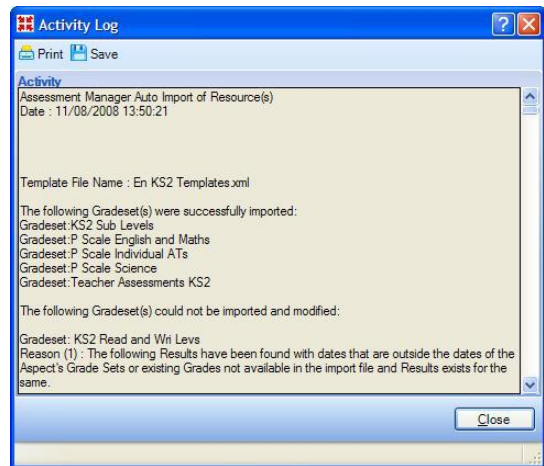 Activity Log
Print Save
Activity
Assessment Manager Auto Import of Resource(s)
Date : 11/08/2008 13:50:21
Template File Name : En KS2 Templates.xml
The following Gradeset(s) were successfully imported:
Gradeset:KS2 Sub Levels
Gradeset:P Scale English and Maths
Gradeset:P Scale Individual ATs
Gradeset:P Scale Science
Gradeset:Teacher Assessments KS2
The following Gradeset(s) could not be imported and modified:
Gradeset: KS2 Read and Wri Levs
Reason (1) : The following Results have been found with dates that are outside the dates of the
Aspect's Grade Sets or existing Grades not available in the import file and Results exists for the
same.
Close